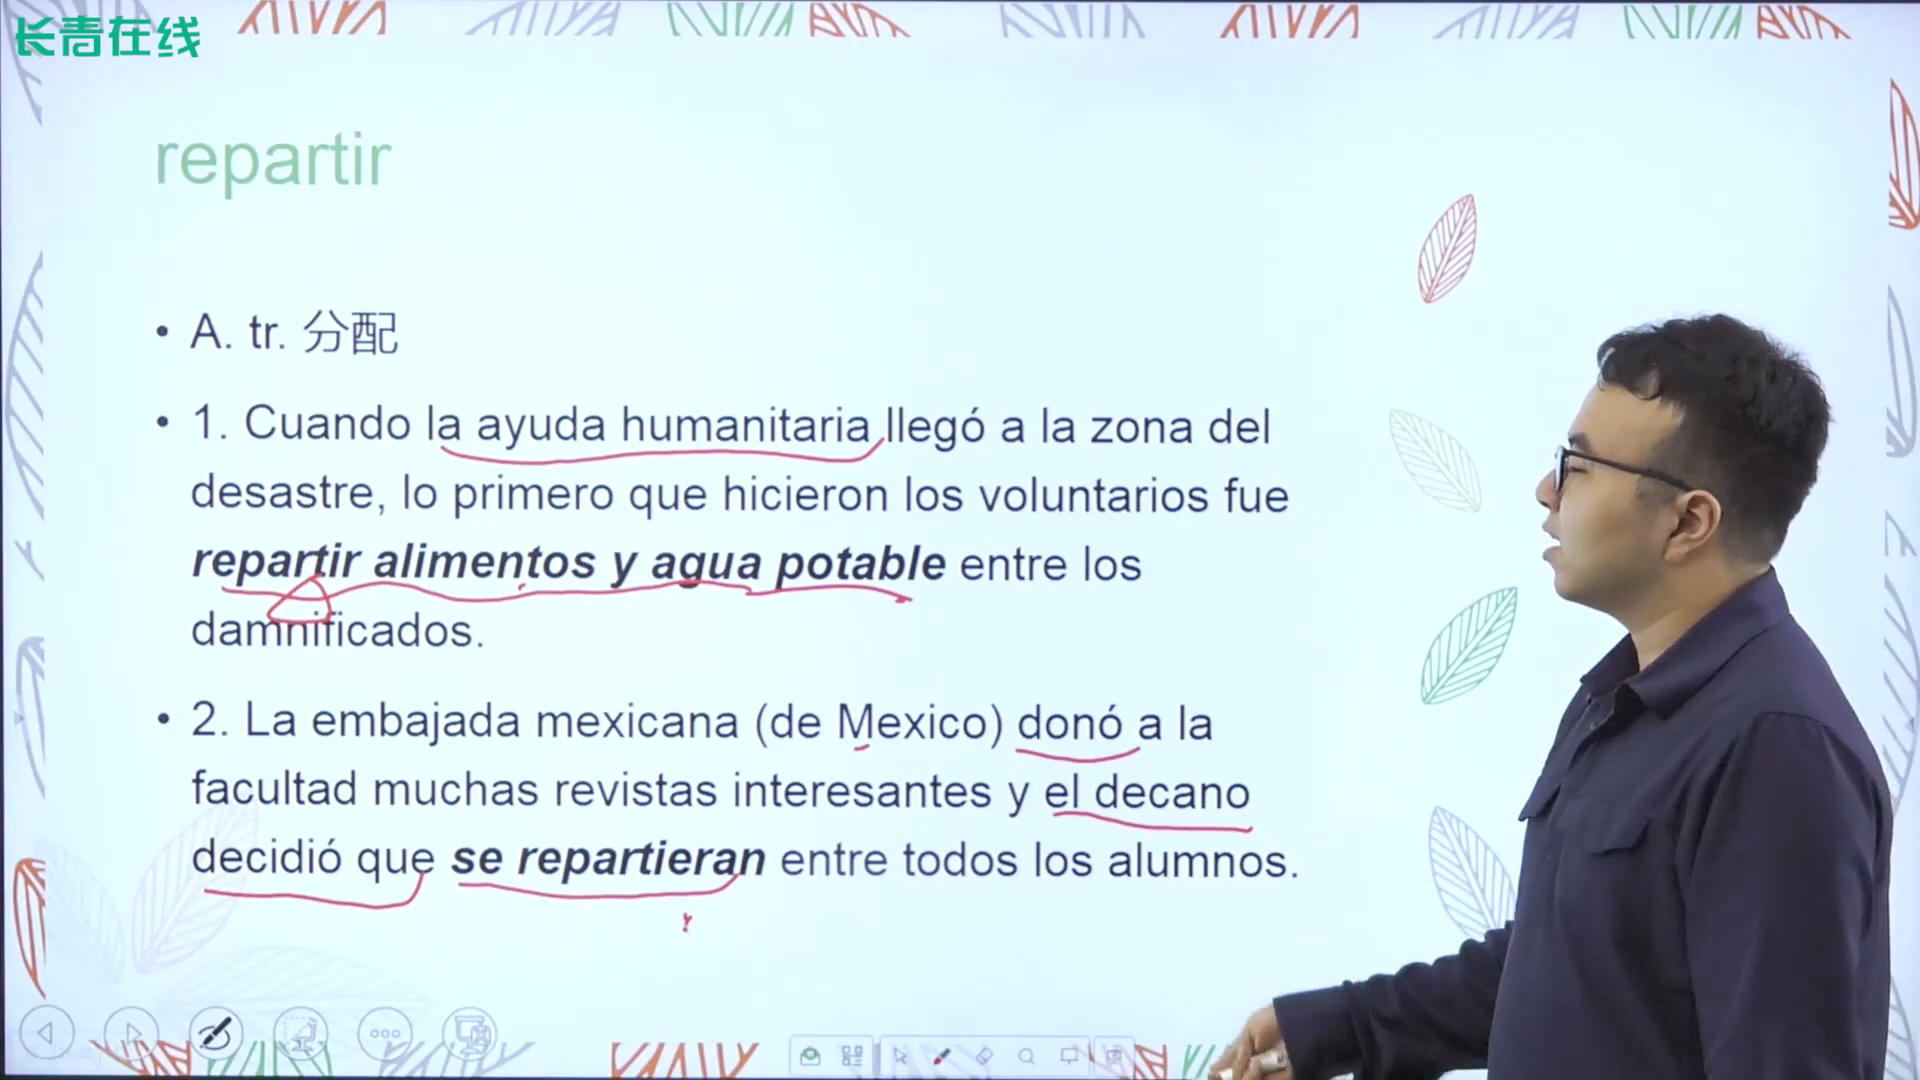 长青在线
repartir
• A. tr. 分配
• 1. Cuando la ayuda humanitaria llegó a la zona del
desastre, lo primero que hicieron los voluntarios fue
repartir alimentos y agua potable entre los
damnificados.
• 2. La embajada mexicana (de Mexico) donó a la
facultad muchas revistas interesantes y el decano
decidió que se repartieran entre todos los alumnos.